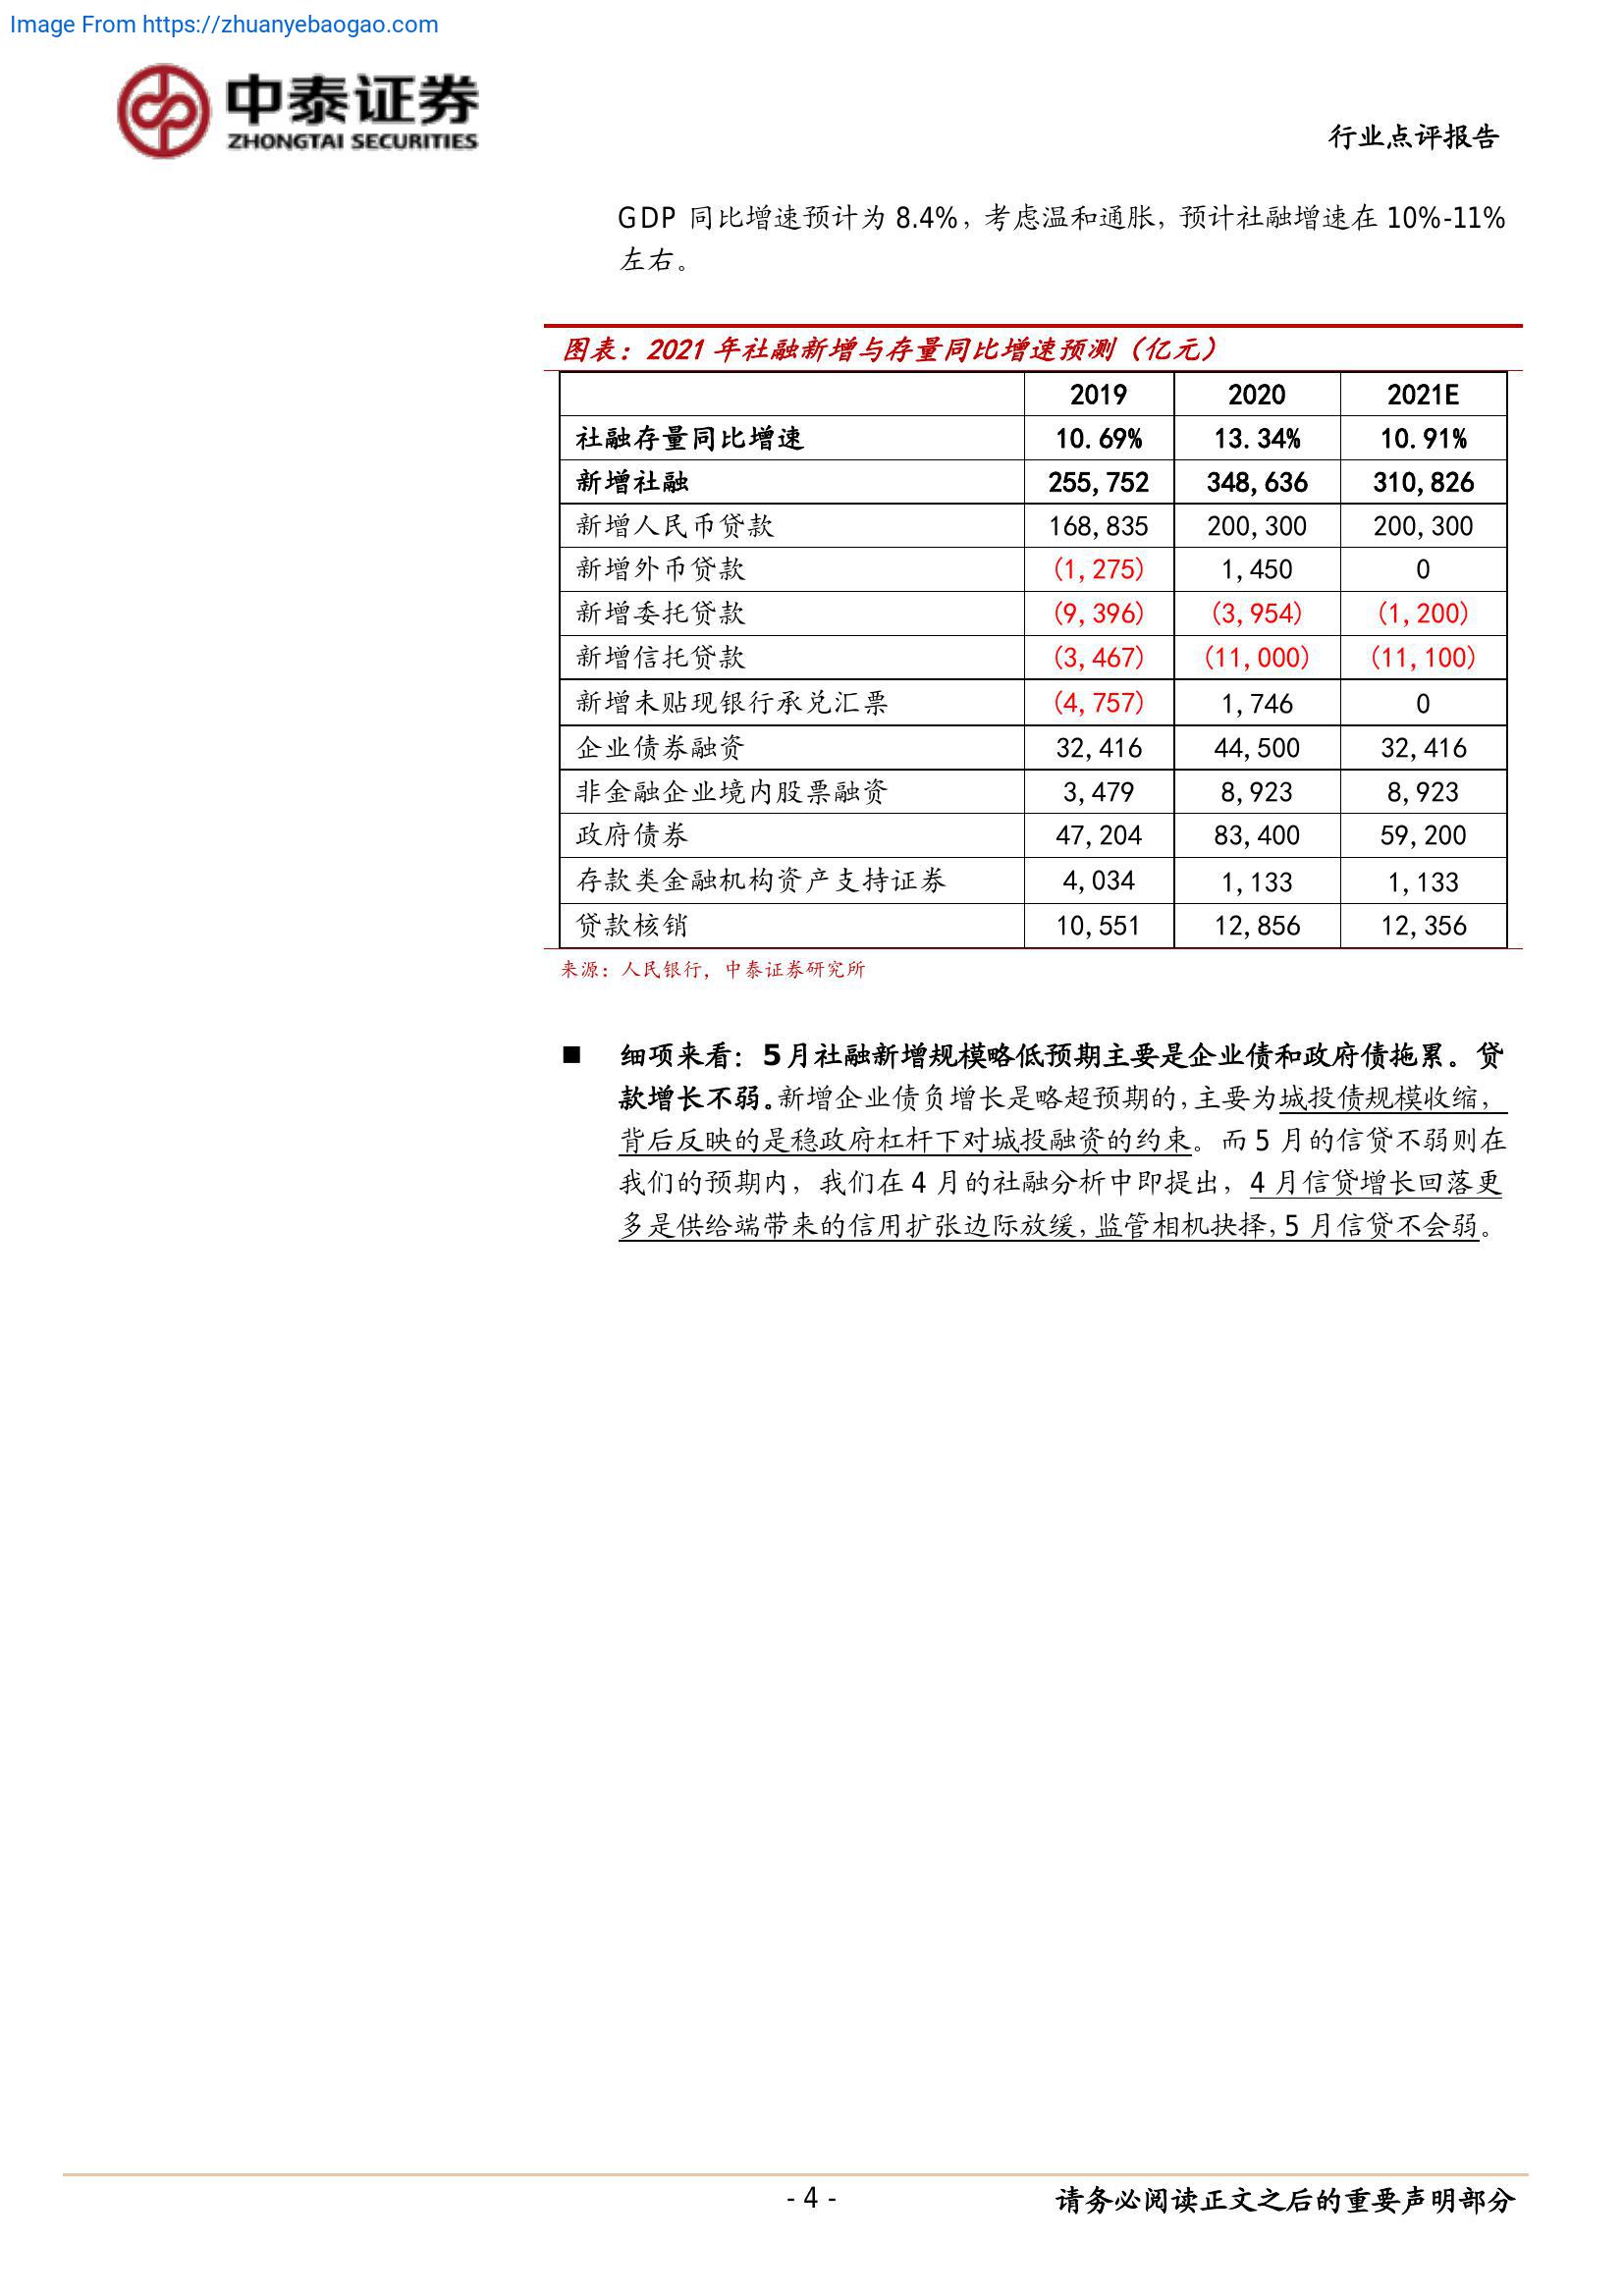 Image From https://zhuanyebaogao.com
中泰证券
ZHONGTAI SECURITIES
行业点评报告
GDP 同比增速预计为 8.4%，考虑温和通胀，预计社融增速在 10%-11%
左右。
图表：2021 年社融新增与存量同比增速预测（亿元）
2019 2020 2021E
社融存量同比增速 10.69% 13.34% 10.91%
新增社融 255,752 348,636 310,826
新增人民币贷款 168,835 200,300 200,300
新增外币贷款 (1,275) 1,450 0
新增委托贷款 (9,396) (3,954) (1,200)
新增信托贷款 (3,467) (11,000) (11,100)
新增未贴现银行承兑汇票 (4,757) 1,746 0
企业债券融资 32,416 44,500 32,416
非金融企业境内股票融资 3,479 8,923 8,923
政府债券 47,204 83,400 59,200
存款类金融机构资产支持证券 4,034 1,133 1,133
贷款核销 10,551 12,856 12,356
来源：人民银行，中泰证券研究所
■ 细项来看：5月社融新增规模略低预期主要是企业债和政府债拖累。贷
款增长不弱。新增企业债负增长是略超预期的，主要为城投债规模收缩，
背后反映的是稳政府杠杆下对城投融资的约束。而 5 月的信贷不弱则在
我们的预期内，我们在 4 月的社融分析中即提出，4 月信贷增长回落更
多是供给端带来的信用扩张边际放缓，监管相机抉择，5 月信贷不会弱。
- 4 -
请务必阅读正文之后的重要声明部分